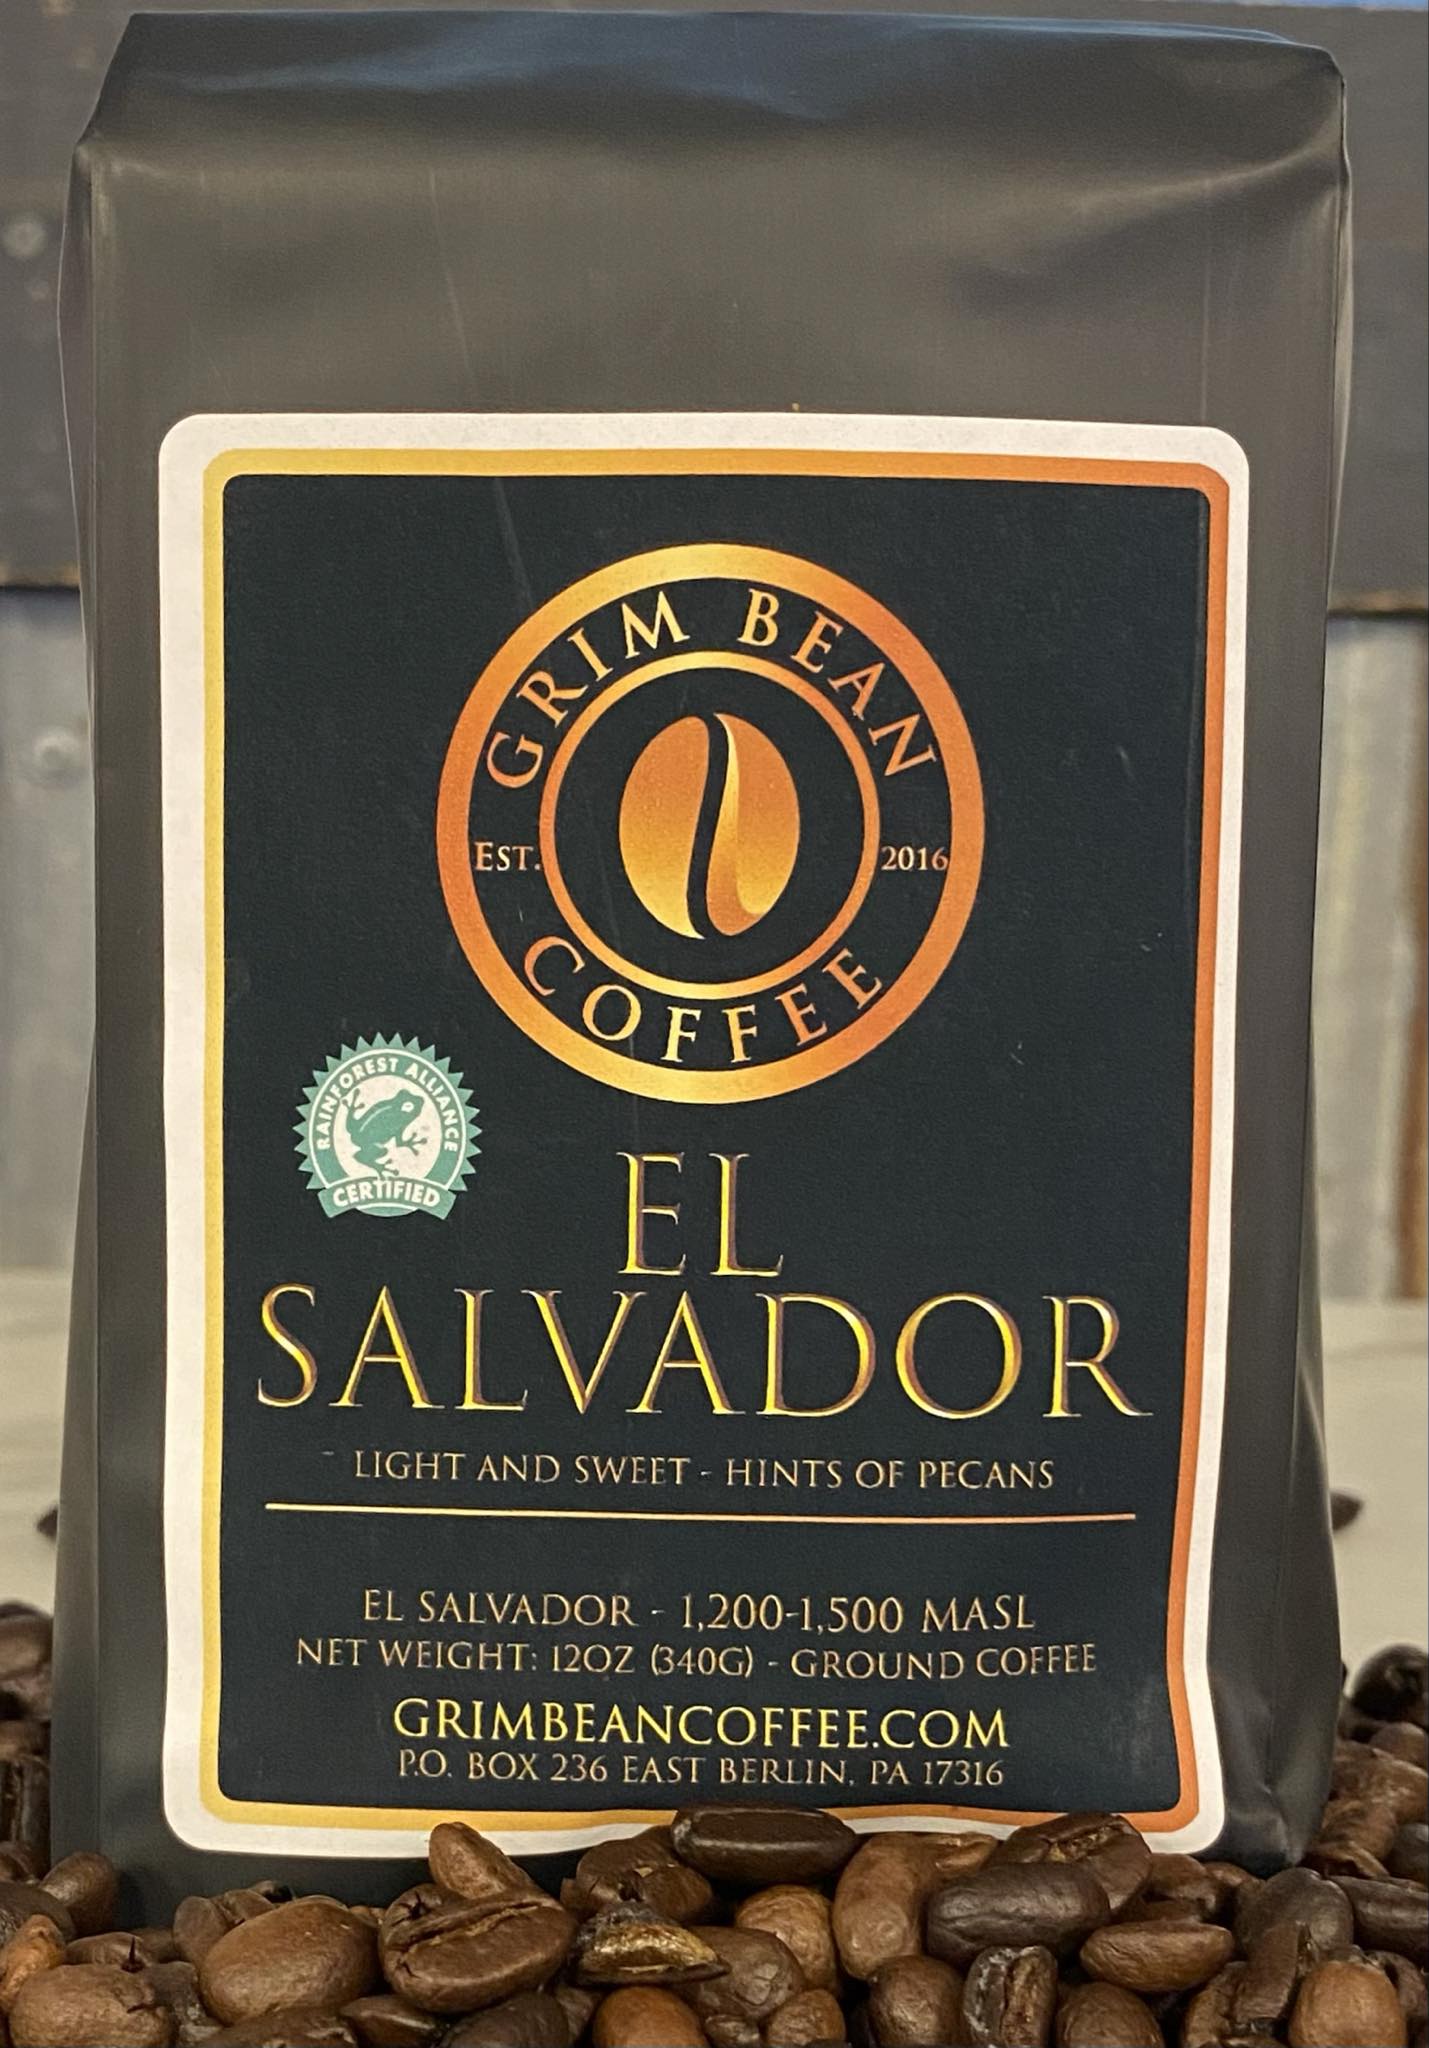 GRIM BEAN
EST. 2016
COFFEE
RAINFOREST ALLIANCE
CERTIFIED
EL
SALVADOR
LIGHT AND SWEET - HINTS OF PECANS
EL SALVADOR - 1,200-1,500 MASL
NET WEIGHT: 12OZ (340G) - GROUND COFFEE
GRIMBEANCOFFEE.COM
P.O. BOX 236 EAST BERLIN, PA 17316